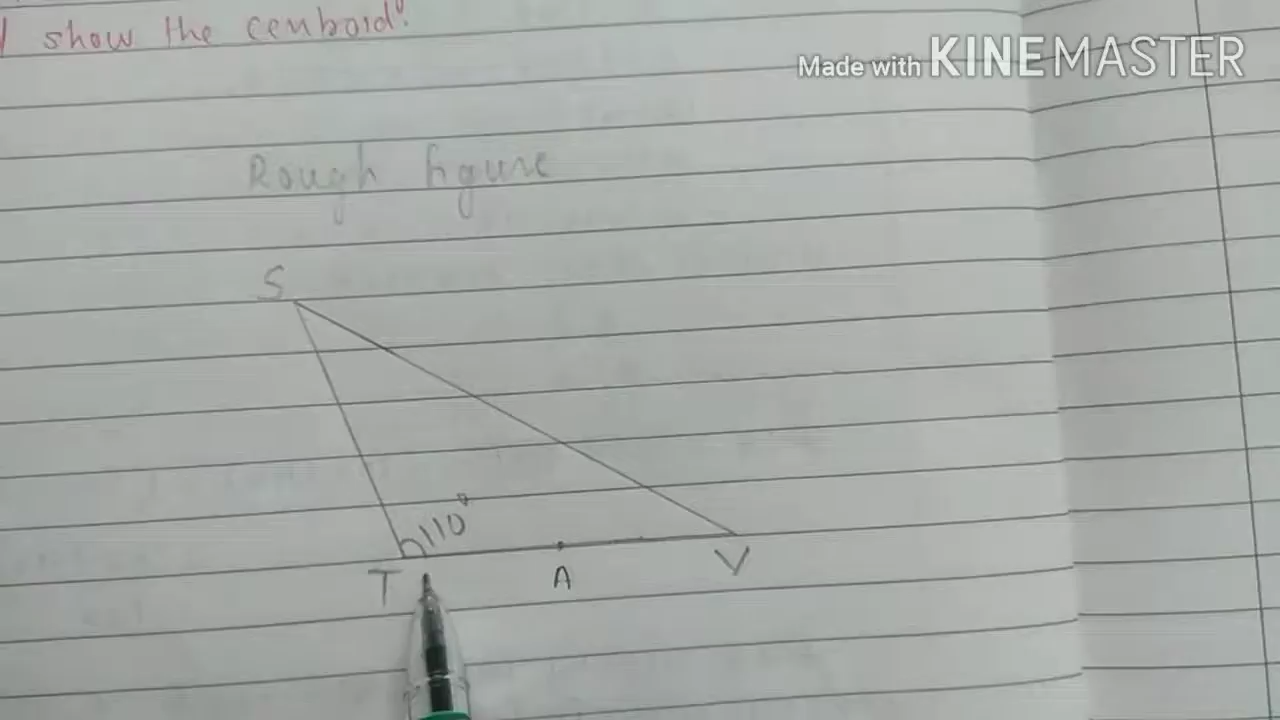 show the centroid.
Made with KINEMASTER
Rough figure
S
110°
T
A
V